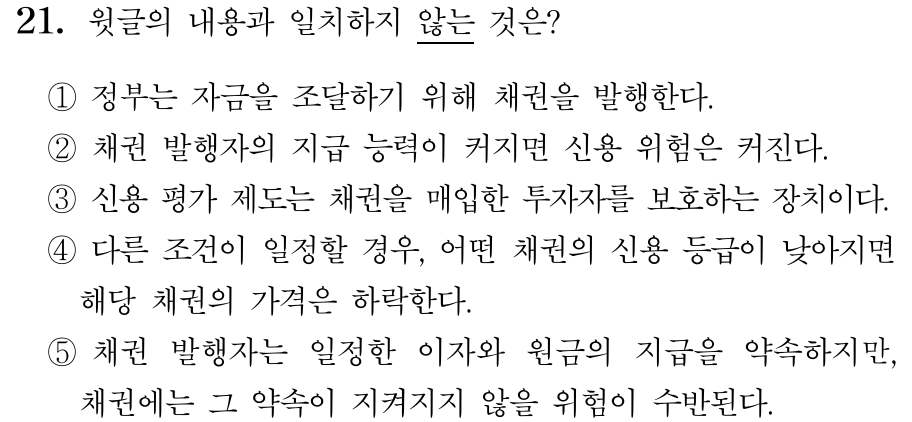 21. 윗글의 내용과 일치하지 않는 것은?
① 정부는 자금을 조달하기 위해 채권을 발행한다.
② 채권 발행자의 지급 능력이 커지면 신용 위험은 커진다.
③ 신용 평가 제도는 채권을 매입한 투자자를 보호하는 장치이다.
④ 다른 조건이 일정할 경우, 어떤 채권의 신용 등급이 낮아지면
해당 채권의 가격은 하락한다.
⑤ 채권 발행자는 일정한 이자와 원금의 지급을 약속하지만,
채권에는 그 약속이 지켜지지 않을 위험이 수반된다.